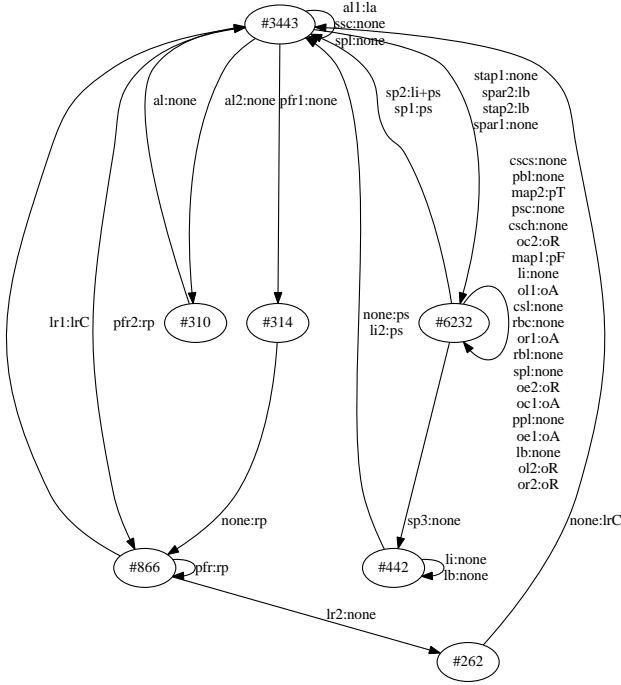 al1:la
#3443
ssc:none
spl:none
stap1:none
spar2:lb
stap2:lb
spar1:none
sp2:li+ps
sp1:ps
al:none
al2:none
pfr1:none
cscs:none
pbl:none
map2:pT
psc:none
csch:none
oc2:oR
map1:pF
li:none
ol1:oA
csl:none
rbc:none
or1:oA
rbl:none
spl:none
oe2:oR
oc1:oA
ppl:none
oe1:oA
lb:none
ol2:oR
or2:oR
lr1:lrC
pfr2:rp
#310
#314
none:ps
li2:ps
#6232
none:rp
sp3:none
none:lrC
#866
pfr:rp
#442
li:none
lb:none
lr2:none
#262